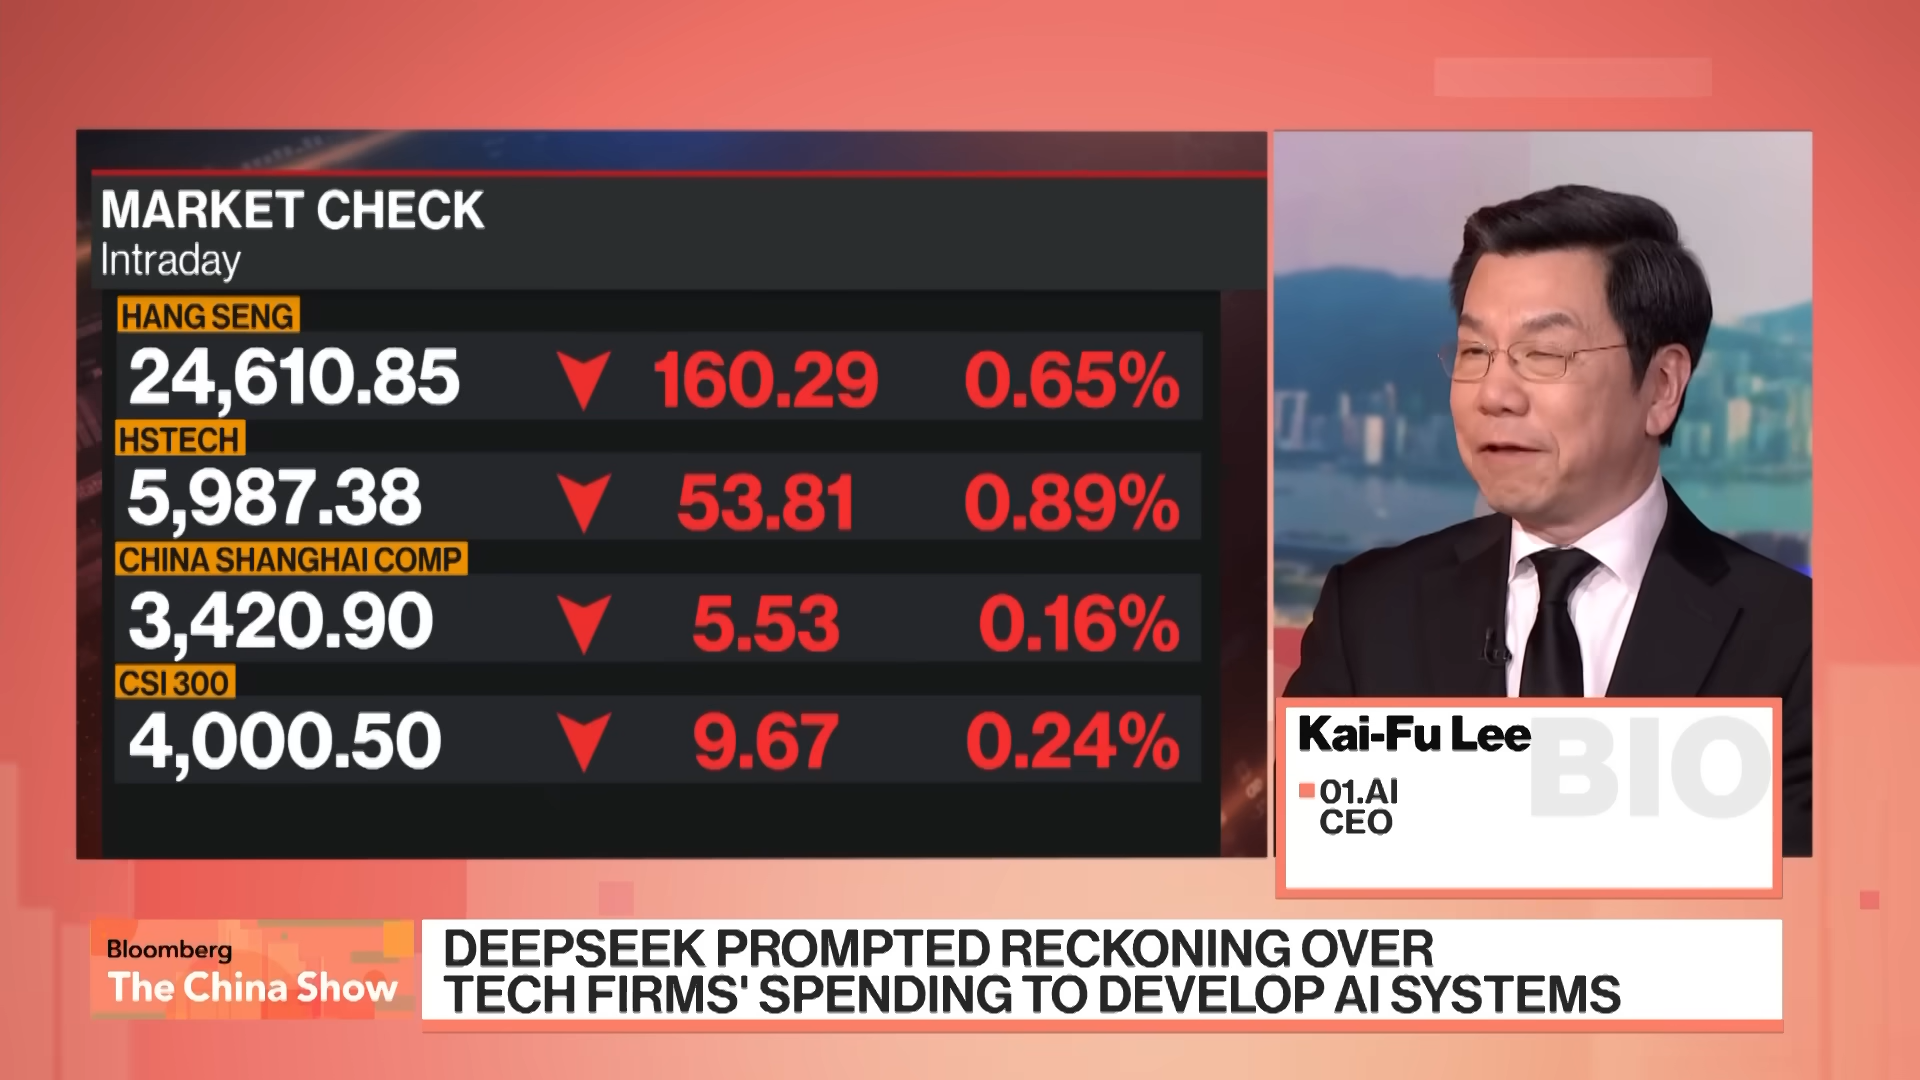 MARKET CHECK
Intraday
HANG SENG
24,610.85 160.29 0.65%
HSTECH
5,987.38 53.81 0.89%
CHINA SHANGHAI COMP
3,420.90 5.53 0.16%
CSI 300
4,000.50 9.67 0.24%
BIO
Kai-Fu Lee
01.AI
CEO
Bloomberg
The China Show
DEEPSEEK PROMPTED RECKONING OVER
TECH FIRMS' SPENDING TO DEVELOP AI SYSTEMS